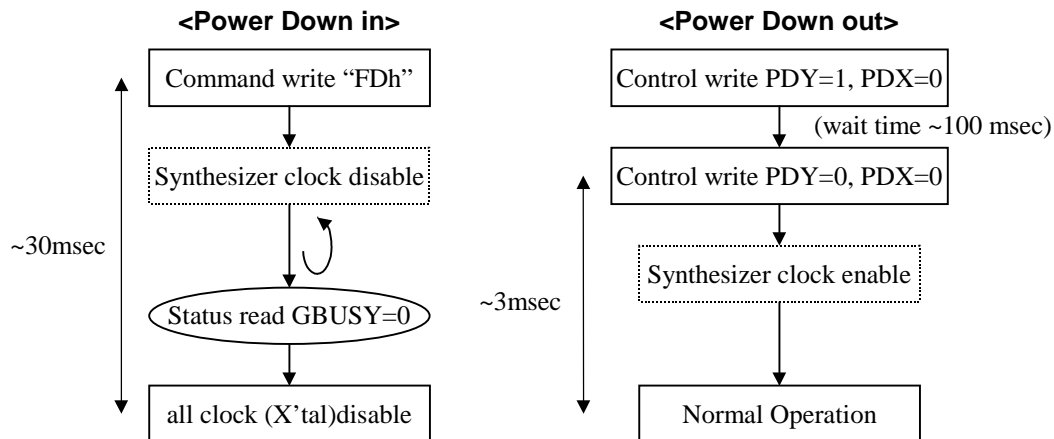 <Power Down in>
Command write “FDh”
Synthesizer clock disable
~30msec
Status read GBUSY=0
all clock (X’tal)disable
<Power Down out>
Control write PDY=1, PDX=0
(wait time ~100 msec)
Control write PDY=0, PDX=0
Synthesizer clock enable
~3msec
Normal Operation